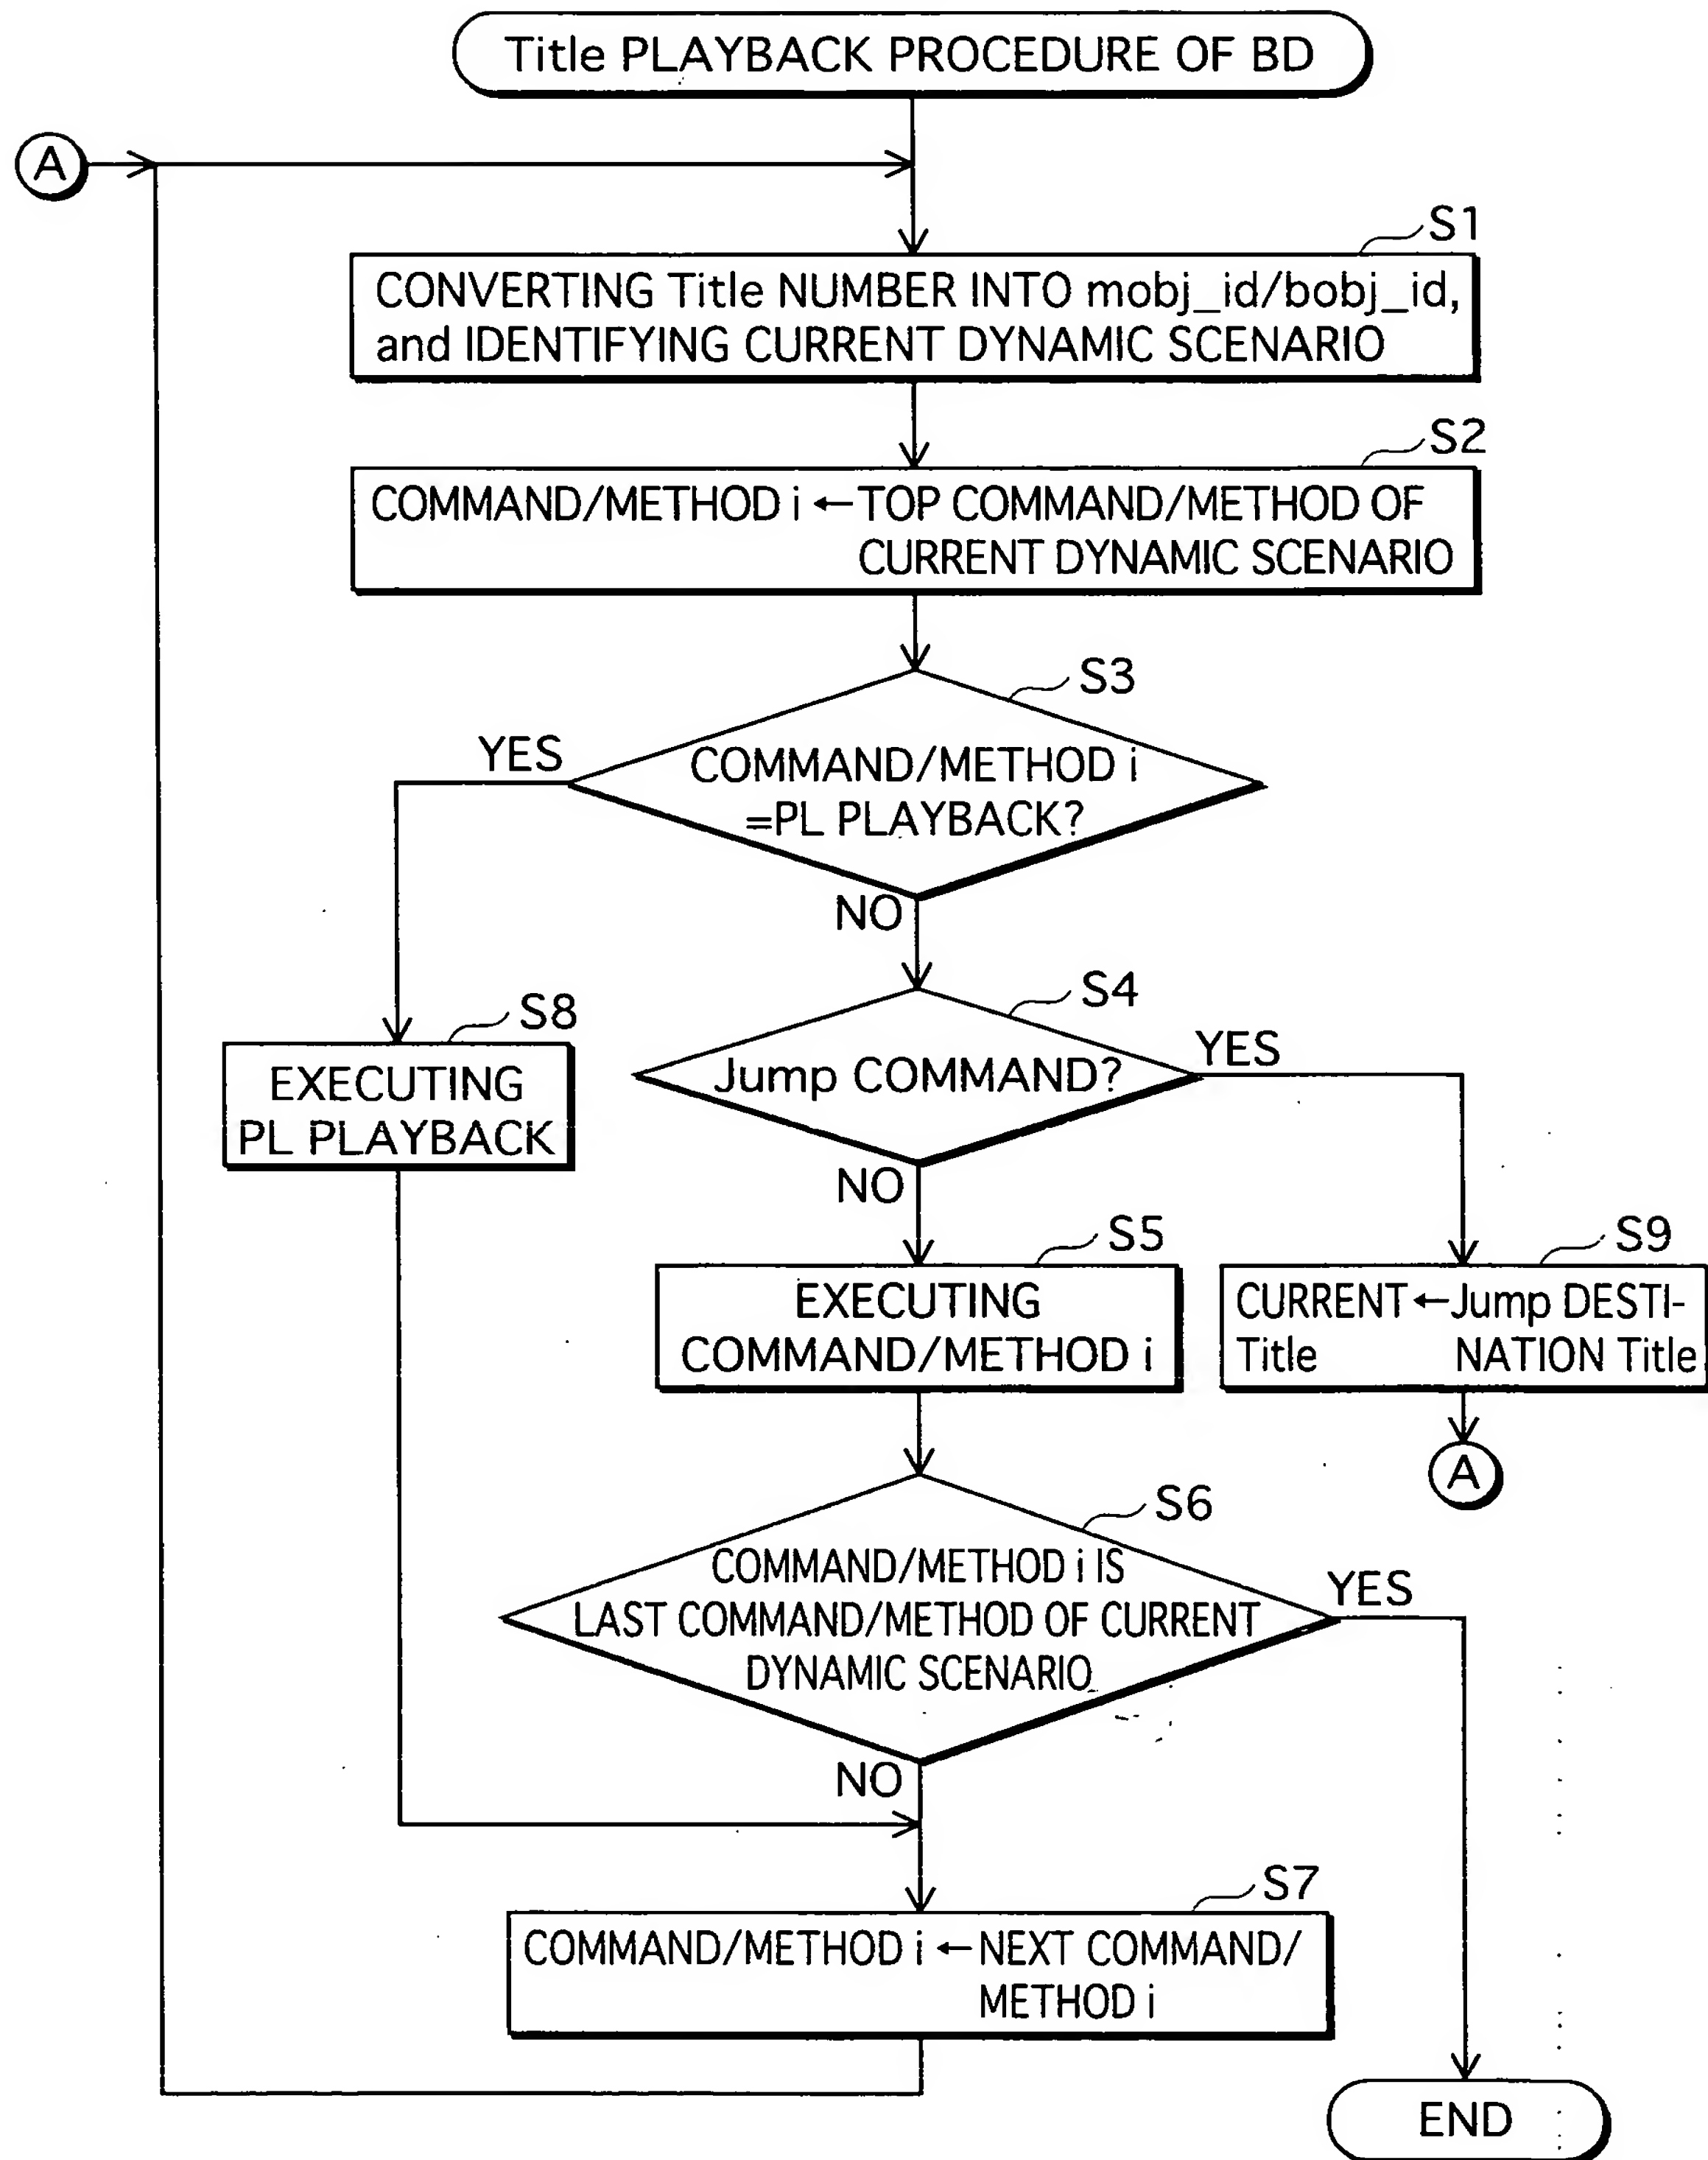 Title PLAYBACK PROCEDURE OF BD
A
S1
CONVERTING Title NUMBER INTO mobj_id/bobj_id,
and IDENTIFYING CURRENT DYNAMIC SCENARIO
S2
COMMAND/METHOD i ←TOP COMMAND/METHOD OF
CURRENT DYNAMIC SCENARIO
S3
YES
COMMAND/METHOD i
=PL PLAYBACK?
NO
S4
S8
YES
Jump COMMAND?
EXECUTING
PL PLAYBACK
NO
S5
S9
EXECUTING
COMMAND/METHOD i
CURRENT ←Jump DESTI-
Title NATION Title
A
S6
COMMAND/METHOD i IS
LAST COMMAND/METHOD OF CURRENT
DYNAMIC SCENARIO
YES
NO
S7
COMMAND/METHOD i ←NEXT COMMAND/
METHOD i
END